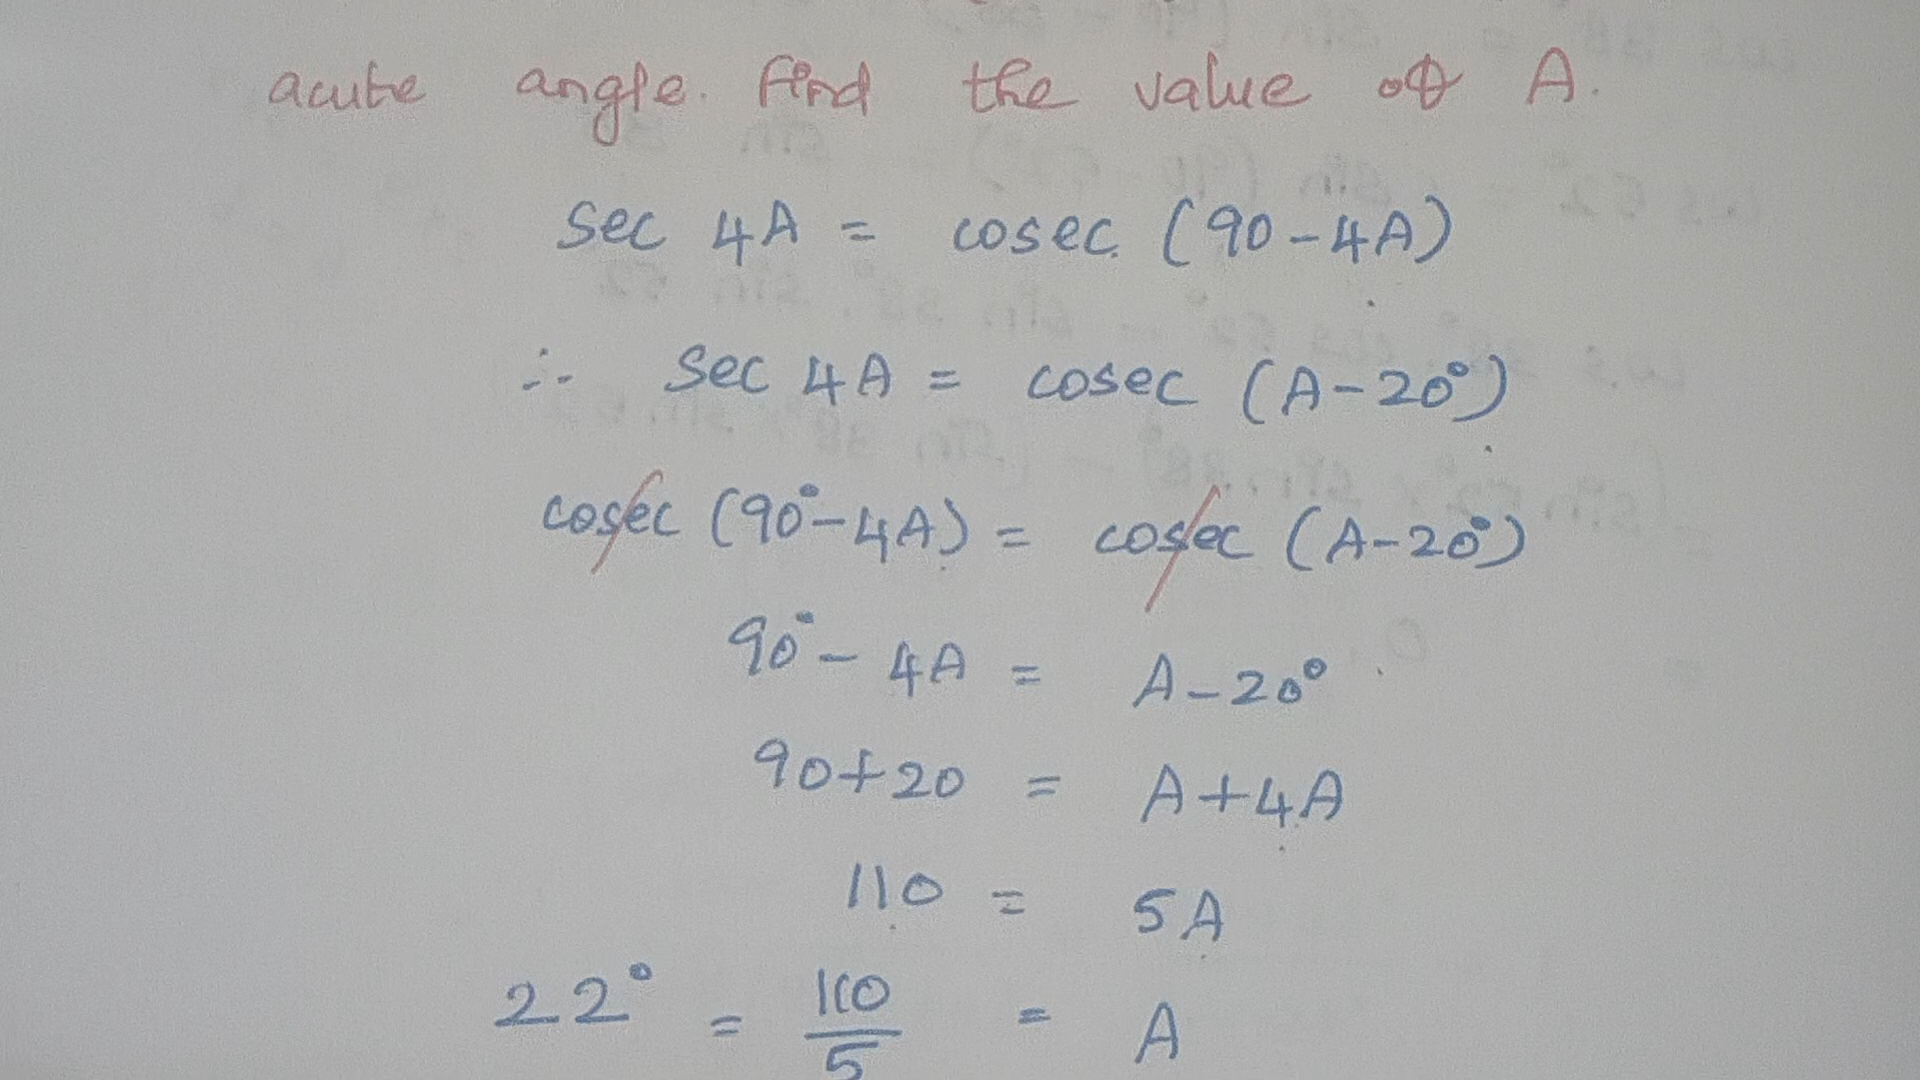 acute angle. Find the value of A.
sec 4A = cosec (90-4A)
∴ sec 4A = cosec (A-20°)
cosec (90°-4A) = cosec (A-20°)
90°- 4A = A-20°
90+20 = A+4A
110 = 5A
22° = 110/5 = A